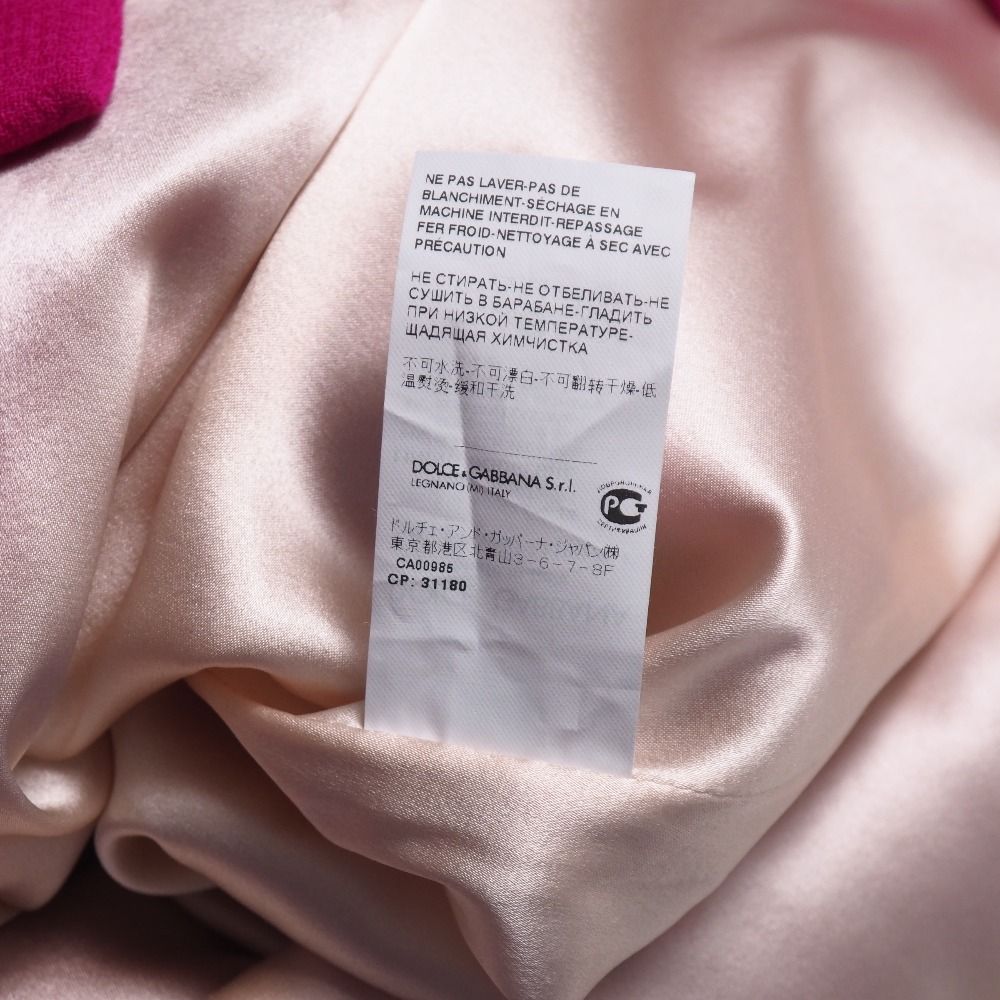 NE PAS LAVER-PAS DE
BLANCHIMENT-SÉCHAGE EN
MACHINE INTERDIT-REPASSAGE
FER FROID-NETTOYAGE À SEC AVEC
PRÉCAUTION
НЕ СТИРАТЬ-НЕ ОТБЕЛИВАТЬ-НЕ
СУШИТЬ В БАРАБАНЕ-ГЛАДИТЬ
ПРИ НИЗКОЙ ТЕМПЕРАТУРЕ-
ЩАДЯЩАЯ ХИМЧИСТКА
不可水洗-不可漂白-不可翻转干燥-低
温熨烫-缓和干洗
DOLCE & GABBANA S.r.l.
LEGNANO (MI) ITALY
РСТ
ドルチェ・アンド・ガッバーナ・ジャパン㈱
東京都港区北青山3-6-7-8F
CA00985
CP: 31180